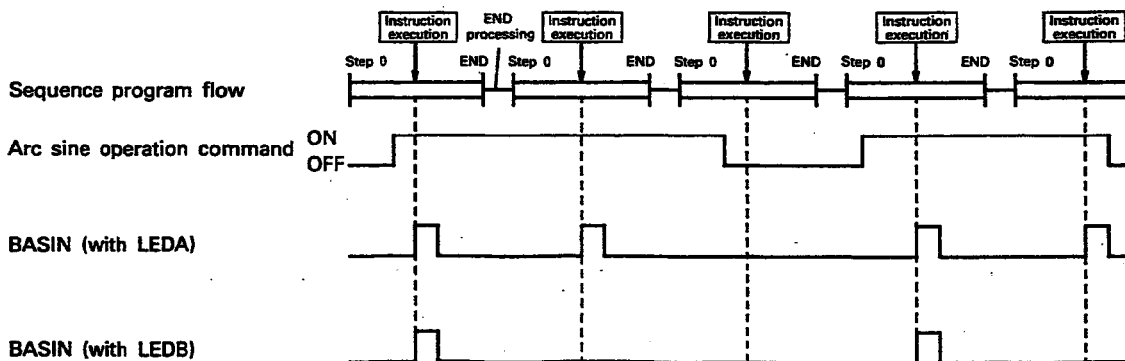 Instruction execution
END processing
Instruction execution
Instruction execution
Instruction execution
Instruction execution
Step 0 END Step 0 END Step 0 END Step 0 END Step 0
Sequence program flow
Arc sine operation command ON
OFF
BASIN (with LEDA)
BASIN (with LEDB)